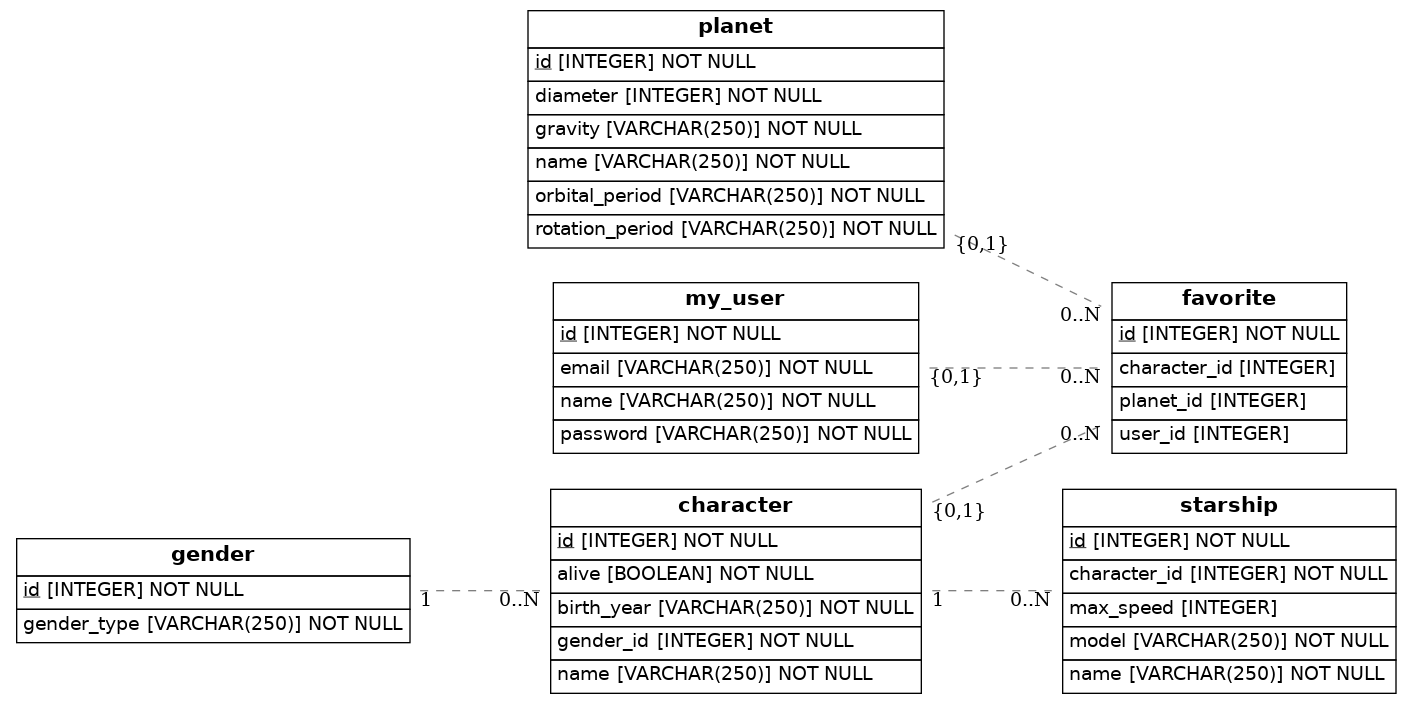 planet
id [INTEGER] NOT NULL
diameter [INTEGER] NOT NULL
gravity [VARCHAR(250)] NOT NULL
name [VARCHAR(250)] NOT NULL
orbital_period [VARCHAR(250)] NOT NULL
rotation_period [VARCHAR(250)] NOT NULL
{0,1}
0..N
my_user
id [INTEGER] NOT NULL
email [VARCHAR(250)] NOT NULL
name [VARCHAR(250)] NOT NULL
password [VARCHAR(250)] NOT NULL
{0,1}
0..N
favorite
id [INTEGER] NOT NULL
character_id [INTEGER]
planet_id [INTEGER]
user_id [INTEGER]
0..N
{0,1}
gender
id [INTEGER] NOT NULL
gender_type [VARCHAR(250)] NOT NULL
1
0..N
character
id [INTEGER] NOT NULL
alive [BOOLEAN] NOT NULL
birth_year [VARCHAR(250)] NOT NULL
gender_id [INTEGER] NOT NULL
name [VARCHAR(250)] NOT NULL
1
0..N
starship
id [INTEGER] NOT NULL
character_id [INTEGER] NOT NULL
max_speed [INTEGER]
model [VARCHAR(250)] NOT NULL
name [VARCHAR(250)] NOT NULL